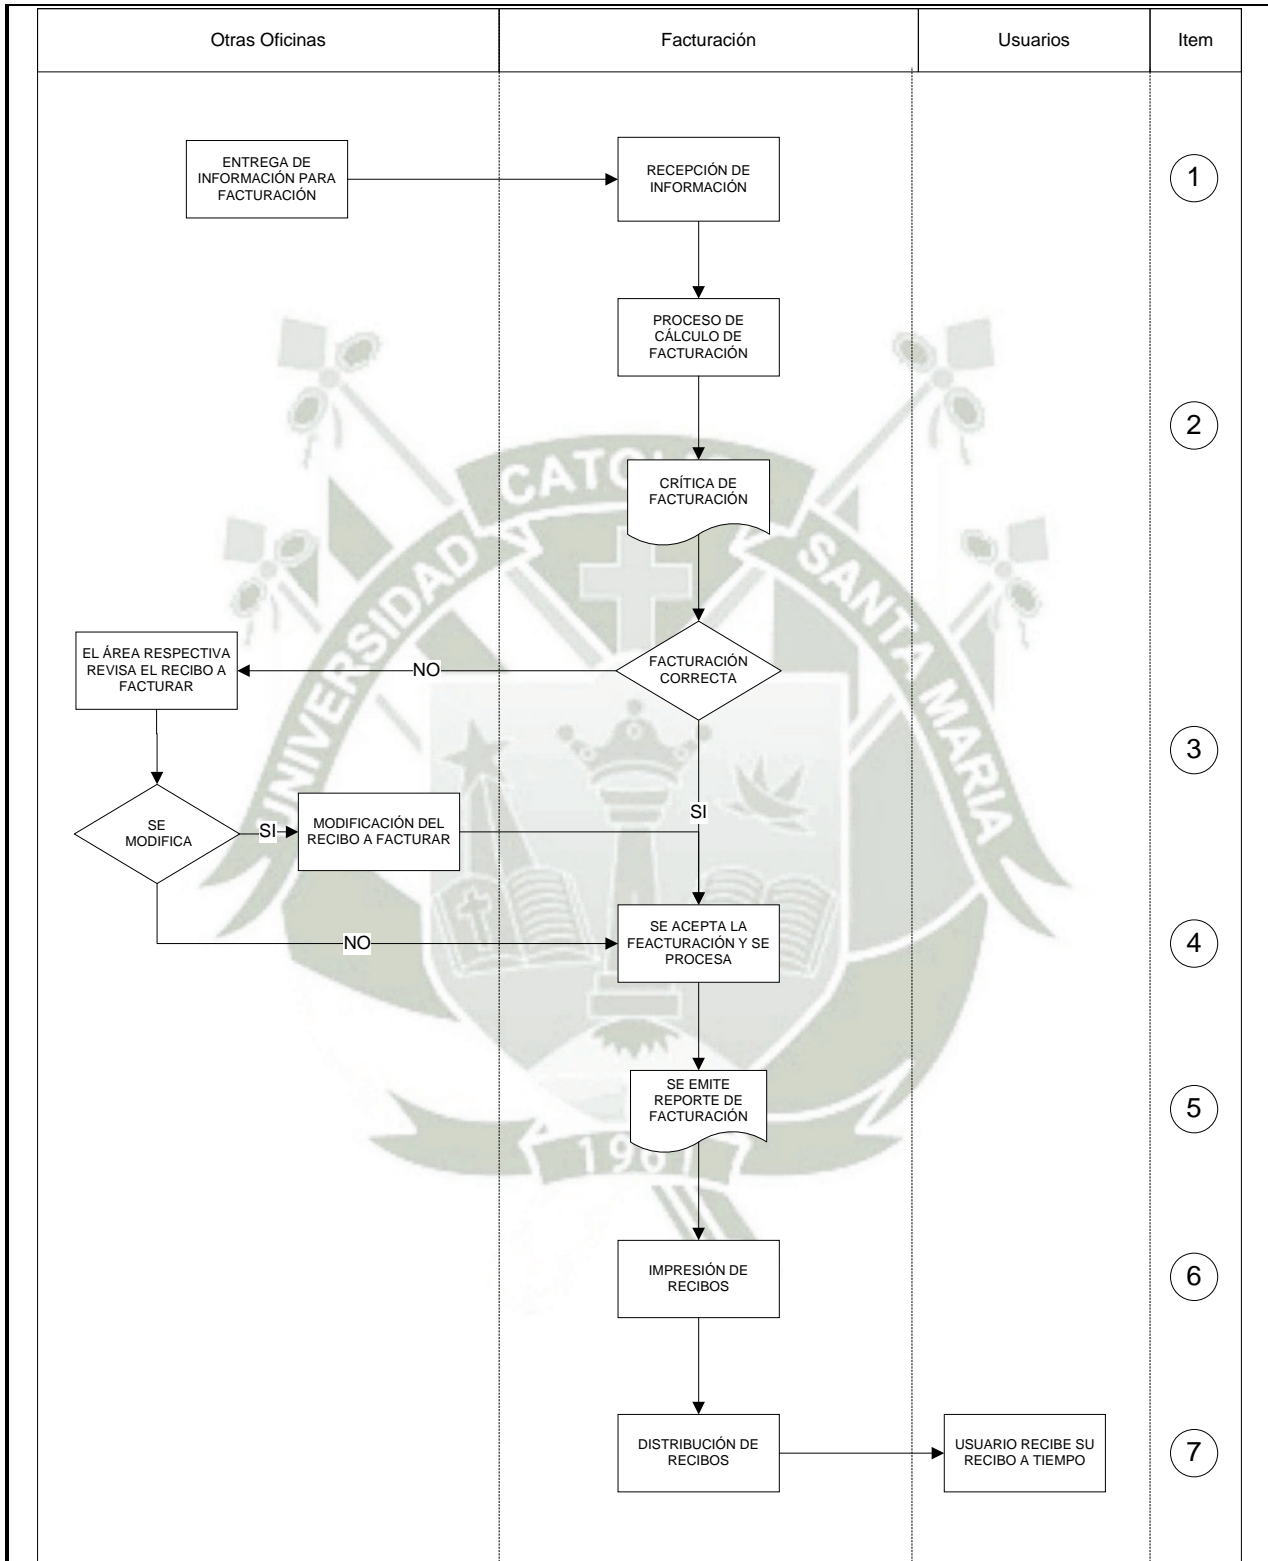 Otras Oficinas
Facturación
Usuarios
Item
ENTREGA DE
INFORMACIÓN PARA
FACTURACIÓN
RECEPCIÓN DE
INFORMACIÓN
1
PROCESO DE
CÁLCULO DE
FACTURACIÓN
2
CRÍTICA DE
FACTURACIÓN
FACTURACIÓN
CORRECTA
NO
EL ÁREA RESPECTIVA
REVISA EL RECIBO A
FACTURAR
3
SE
MODIFICA
SI
MODIFICACIÓN DEL
RECIBO A FACTURAR
SI
NO
SE ACEPTA LA
FEACTURACIÓN Y SE
PROCESA
4
SE EMITE
REPORTE DE
FACTURACIÓN
5
IMPRESIÓN DE
RECIBOS
6
DISTRIBUCIÓN DE
RECIBOS
USUARIO RECIBE SU
RECIBO A TIEMPO
7
UNIVERSIDAD
SANTA MARIA